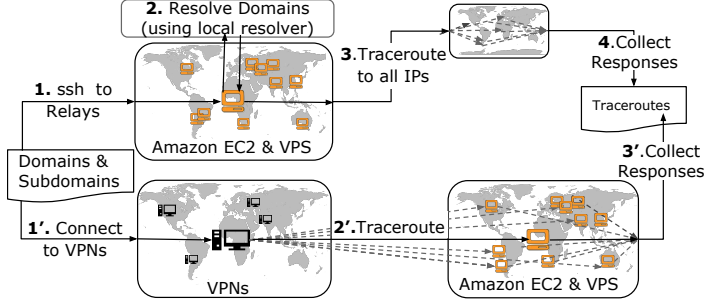 2. Resolve Domains
(using local resolver)
3.Traceroute
to all IPs
4.Collect
Responses
1. ssh to
Relays
Traceroutes
Amazon EC2 & VPS
Domains &
Subdomains
3'.Collect
Responses
1'. Connect
to VPNs
2'.Traceroute
VPNs
Amazon EC2 & VPS